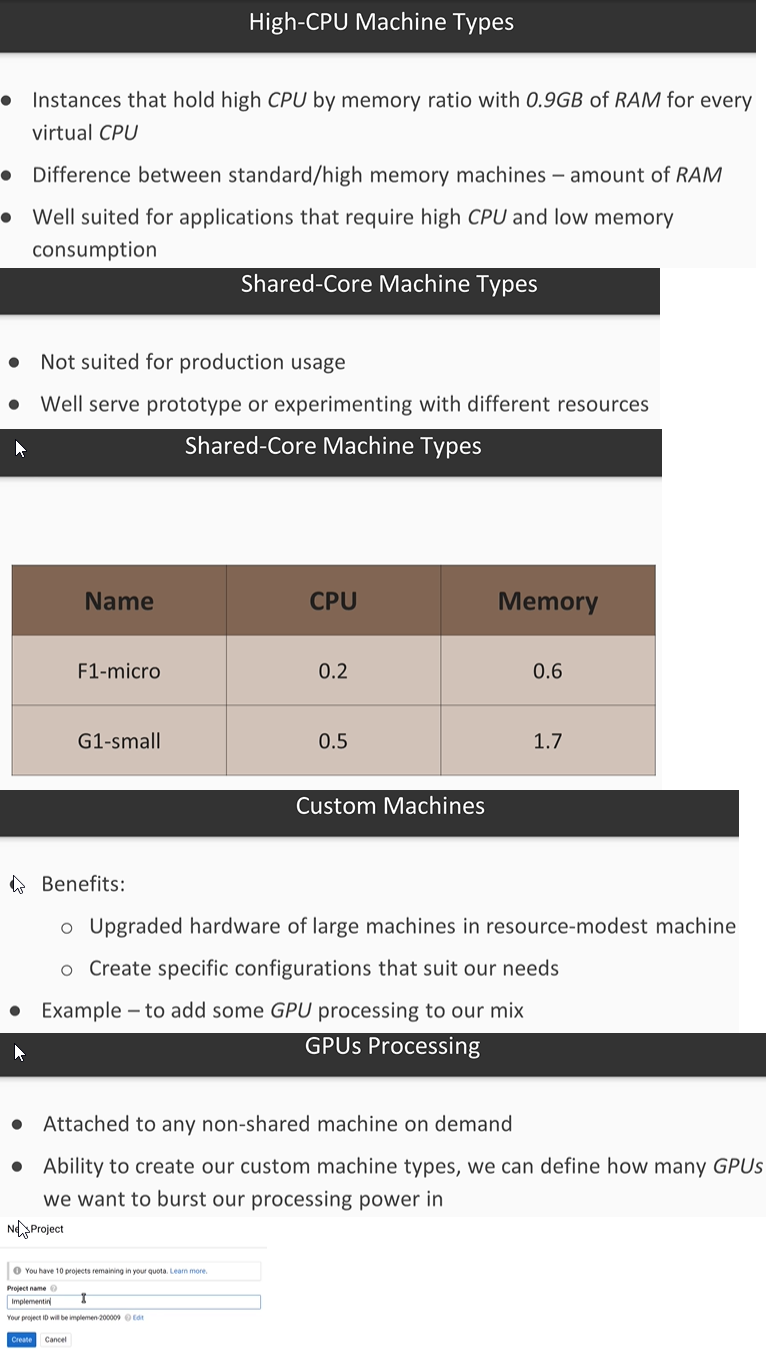 High-CPU Machine Types
● Instances that hold high CPU by memory ratio with 0.9GB of RAM for every
virtual CPU
● Difference between standard/high memory machines – amount of RAM
● Well suited for applications that require high CPU and low memory
consumption
Shared-Core Machine Types
● Not suited for production usage
● Well serve prototype or experimenting with different resources
Shared-Core Machine Types
Name CPU Memory
F1-micro 0.2 0.6
G1-small 0.5 1.7
Custom Machines
Benefits:
o Upgraded hardware of large machines in resource-modest machine
o Create specific configurations that suit our needs
● Example – to add some GPU processing to our mix
GPUs Processing
● Attached to any non-shared machine on demand
● Ability to create our custom machine types, we can define how many GPUs
we want to burst our processing power in
New Project
You have 10 projects remaining in your quota. Learn more.
Project name
Implementin
Your project ID will be implemen-200009 Edit
Create Cancel